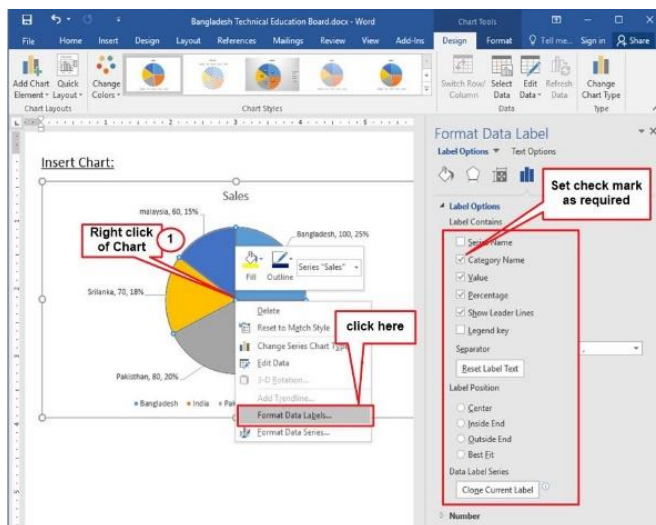 Bangladesh Technical Education Board.docx - Word
Chart Tools
File Home Insert Design Layout References Mailings Review View Add-Ins Design Format Tell me... Sign in Share
Add Chart Element Quick Layout Change Colors
Switch Row/ Column Select Data Edit Data Refresh Data Change Chart Type
Chart Layouts Chart Styles Data Type
Insert Chart:
Sales
malaysia, 60, 15%
Bangladesh, 100, 25%
Right click of Chart
1
Fill Outline Series "Sales"
Srilanka, 70, 18%
Delete
Reset to Match Style
click here
Change Series Chart Type
Edit Data
3-D Rotation...
Pakisthan, 80, 20%
Add Trendline...
Bangladesh India Pak
Format Data Labels...
Format Data Series...
Format Data Label
Label Options Text Options
Set check mark
as required
Label Options
Label Contains
Series Name
Category Name
Value
Percentage
Show Leader Lines
Legend key
Separator ,
Reset Label Text
Label Position
Center
Inside End
Outside End
Best Fit
Data Label Series
Clone Current Label
Number